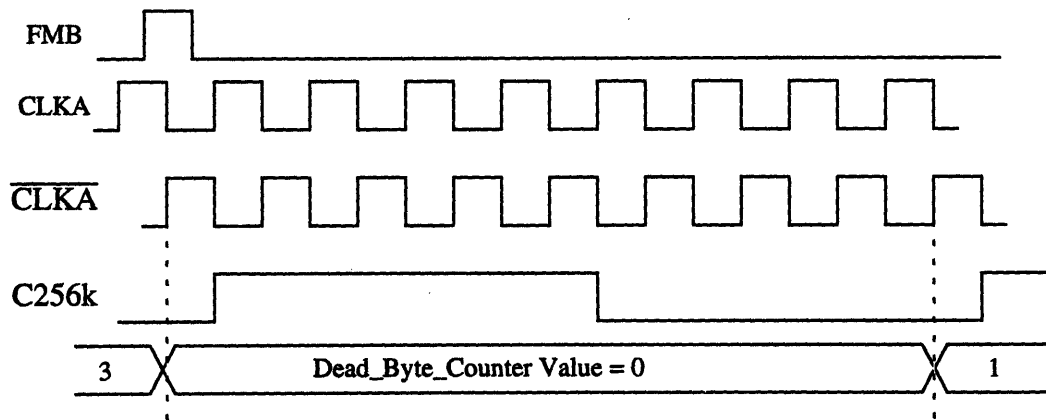 FMB
CLKA
CLKA
C256k
3 Dead_Byte_Counter Value = 0 1